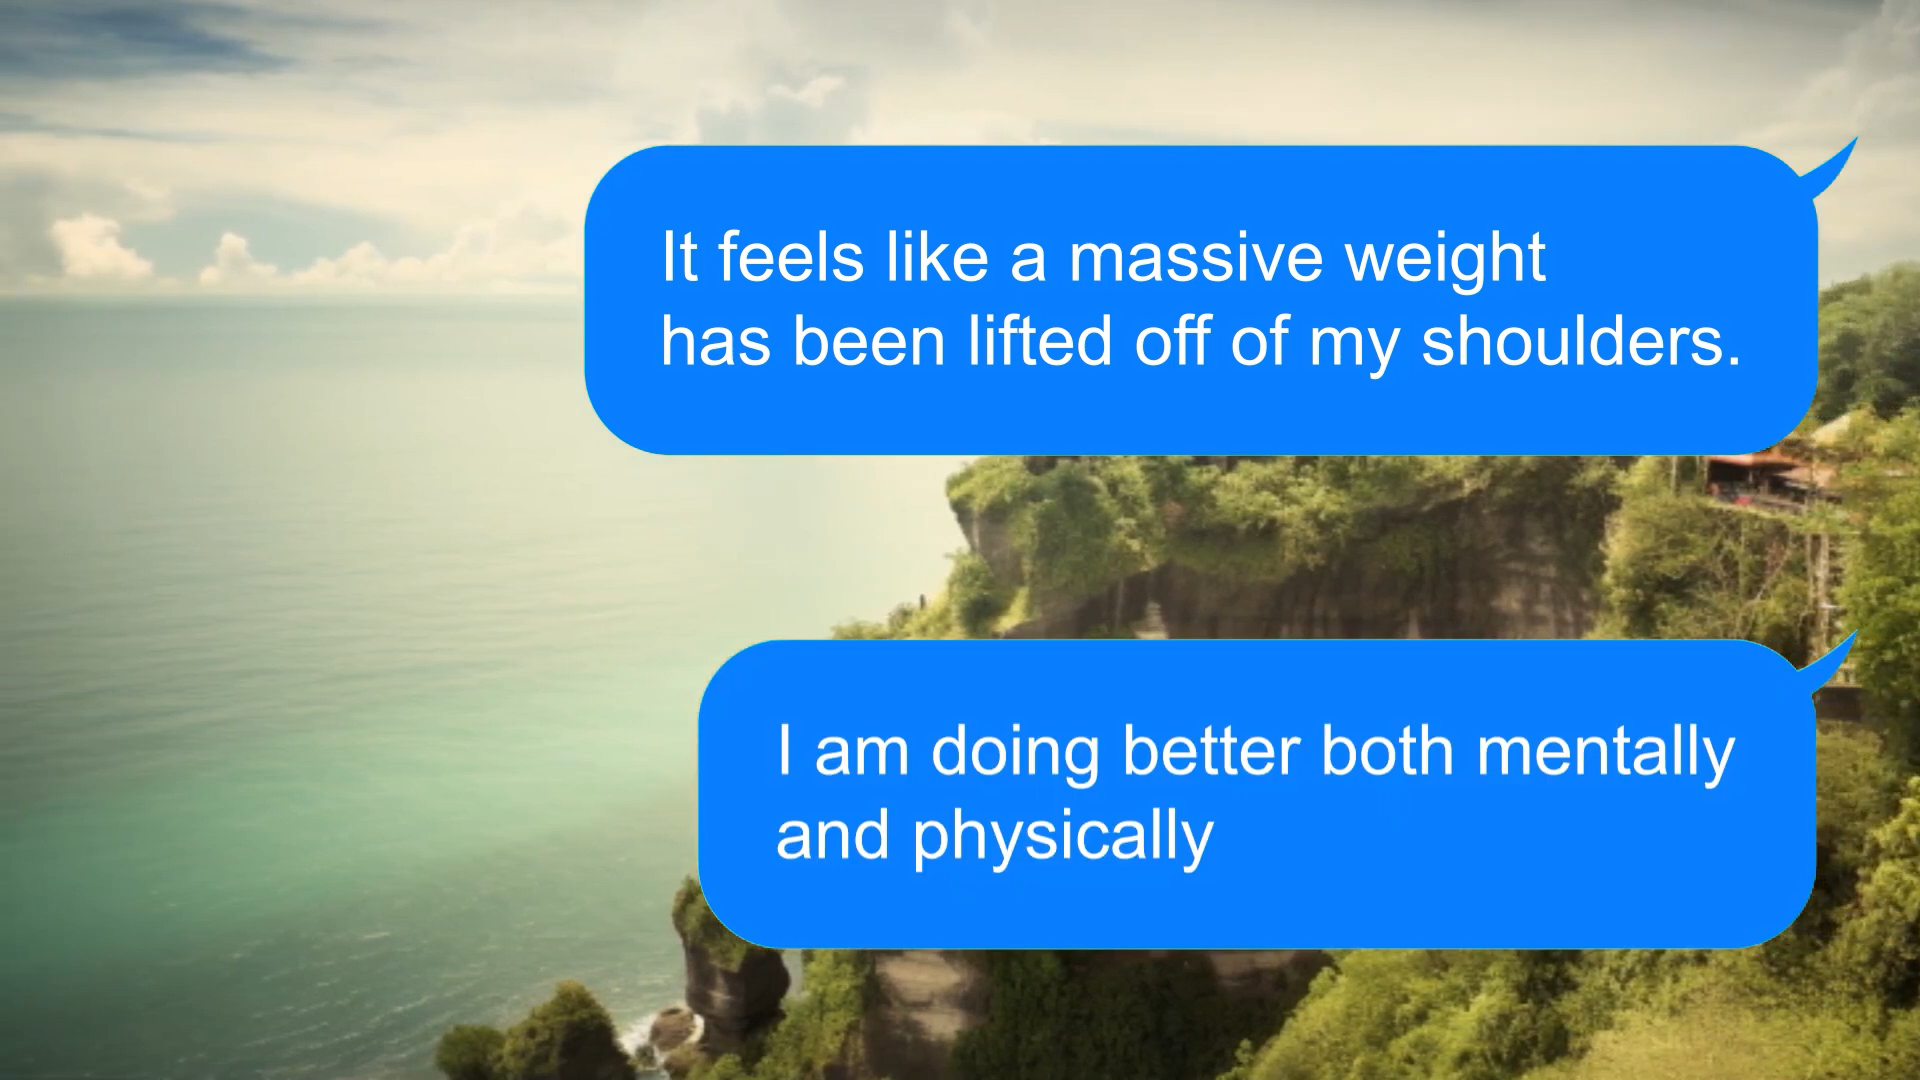 It feels like a massive weight
has been lifted off of my shoulders.
I am doing better both mentally
and physically